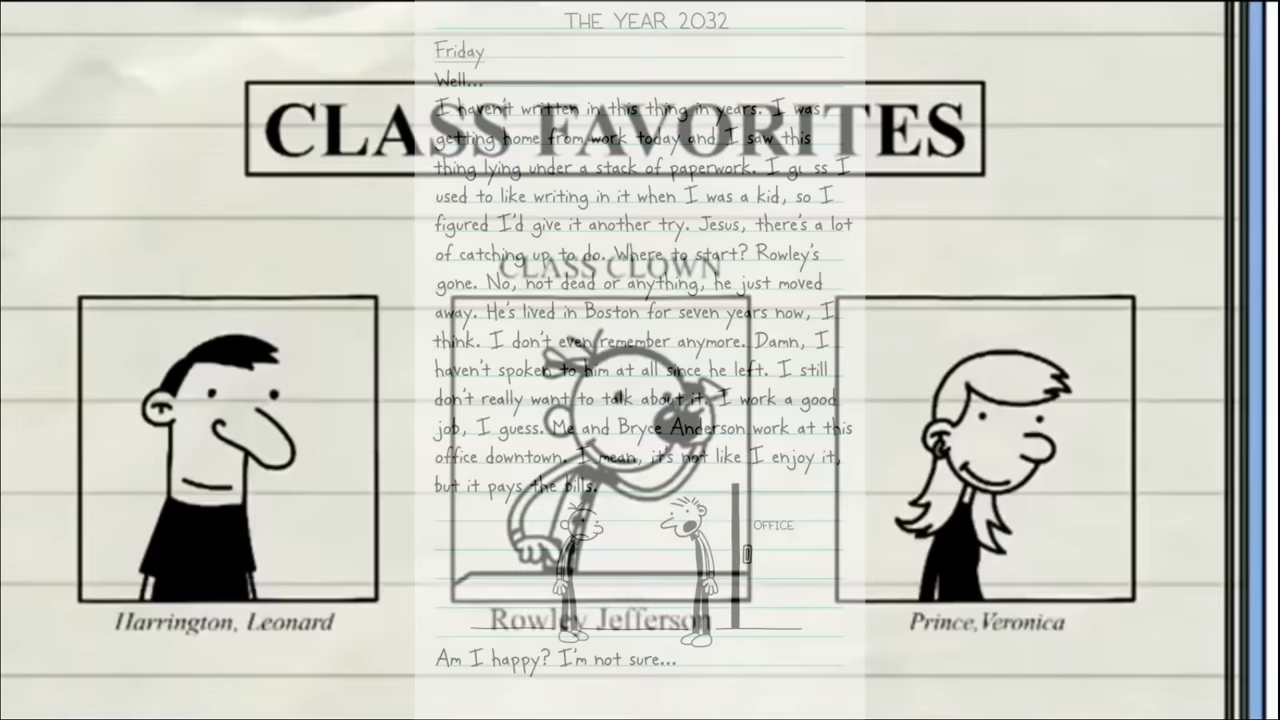 THE YEAR 2032
Friday
Well...
CLASS FAVORITES
I haven't written in this thing in years. I was
getting home from work today and I saw this
thing lying under a stack of paperwork. I guess I
used to like writing in it when I was a kid, so I
figured I'd give it another try. Jesus, there's a lot
of catching up to do. Where to start? Rowley's
CLASS CLOWN
gone. No, not dead or anything, he just moved
away. He's lived in Boston for seven years now, I
think. I don't even remember anymore. Damn, I
haven't spoken to him at all since he left. I still
don't really want to talk about it. I work a good
job, I guess. Me and Bryce Anderson work at this
office downtown. I mean, it's not like I enjoy it,
but it pays the bills.
OFFICE
Harrington, Leonard
Rowley Jefferson
Prince, Veronica
Am I happy? I'm not sure...